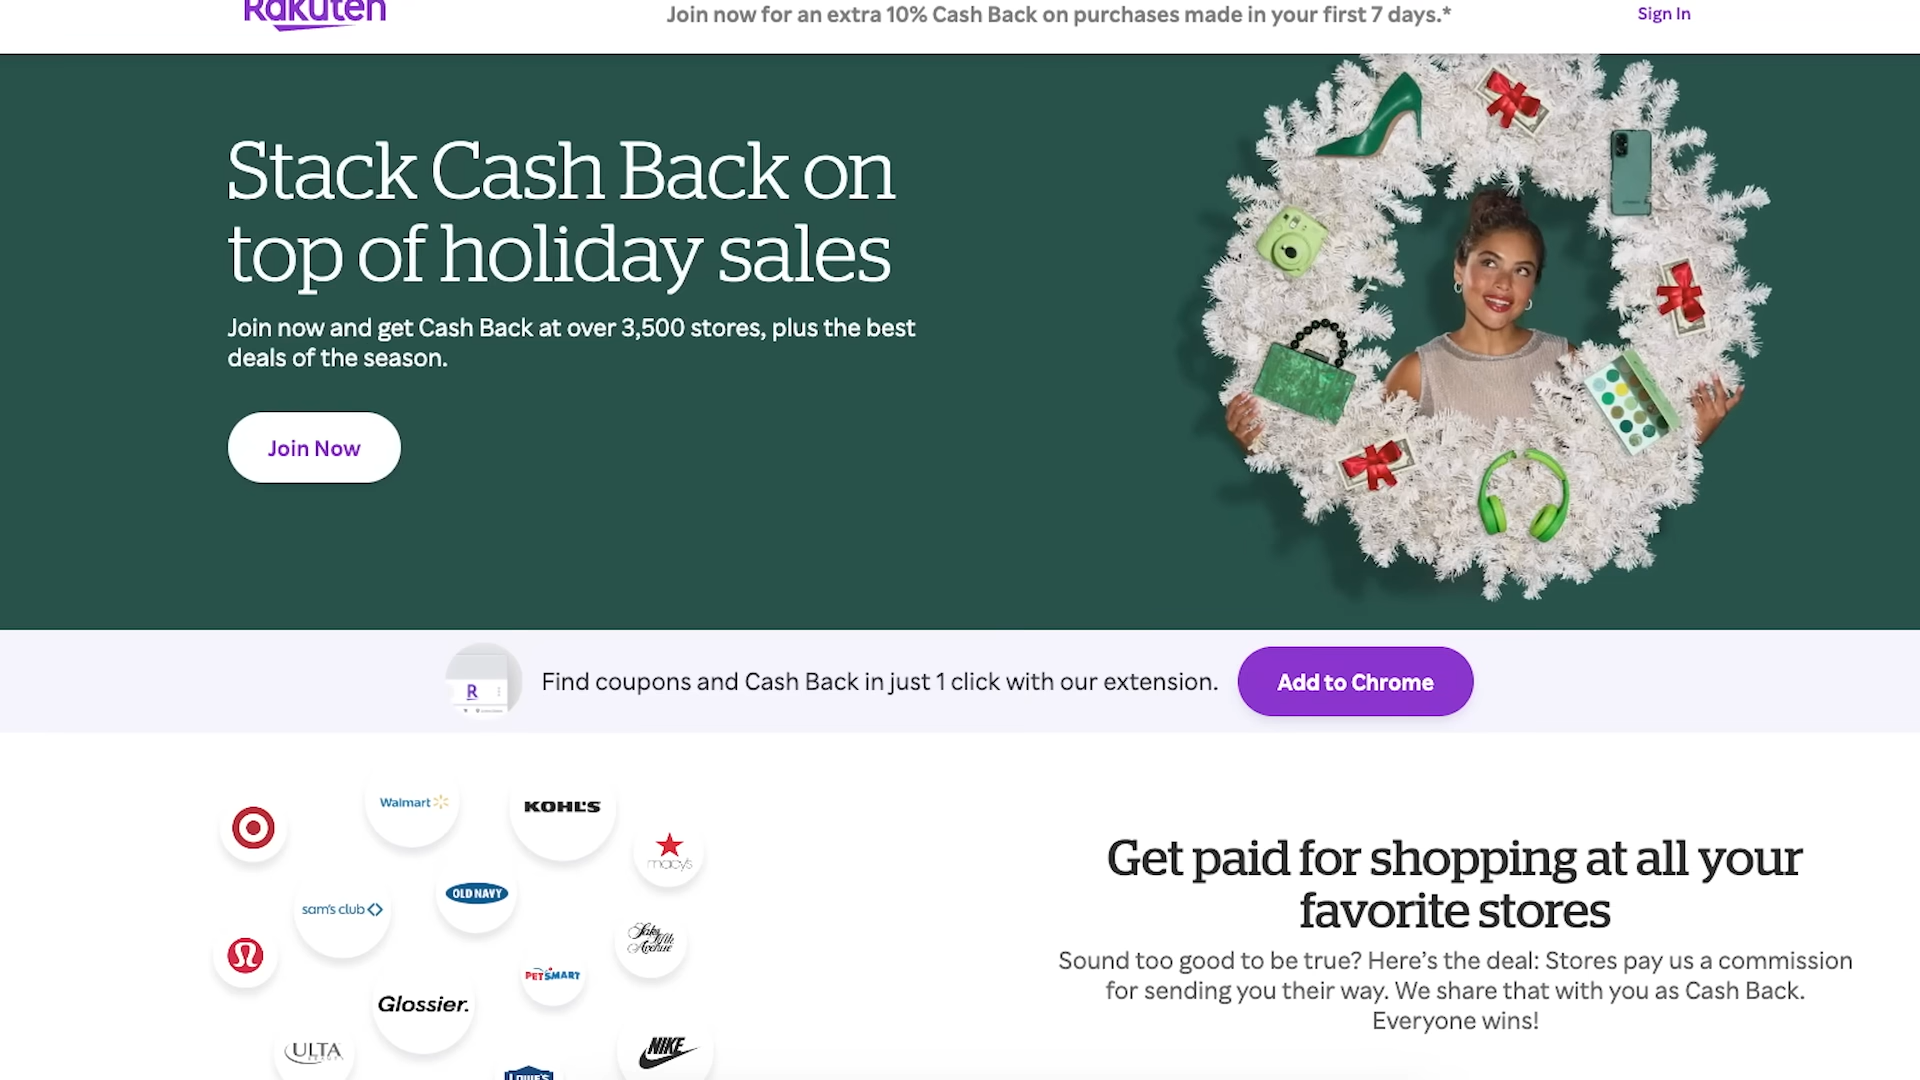 Rakuten
Join now for an extra 10% Cash Back on purchases made in your first 7 days.*
Sign In
Stack Cash Back on
top of holiday sales
Join now and get Cash Back at over 3,500 stores, plus the best
deals of the season.
Join Now
R
Find coupons and Cash Back in just 1 click with our extension.
Add to Chrome
Walmart
KOHL'S
macy's
OLD NAVY
sam's club
Saks Fifth
Avenue
PETSMART
Glossier.
ULTA
NIKE
LOWE'S
Get paid for shopping at all your
favorite stores
Sound too good to be true? Here's the deal: Stores pay us a commission
for sending you their way. We share that with you as Cash Back.
Everyone wins!